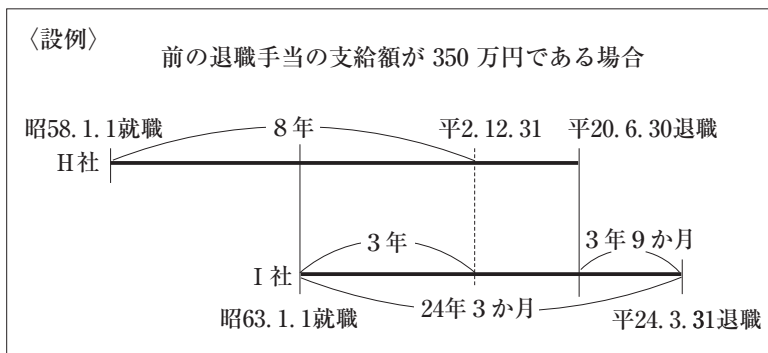 〈設例〉
前の退職手当の支給額が 350 万円である場合
昭58.1.1就職
8年
平2.12.31
平20.6.30退職
H社
3年
3年9か月
I社
24年3か月
昭63.1.1就職
平24.3.31退職